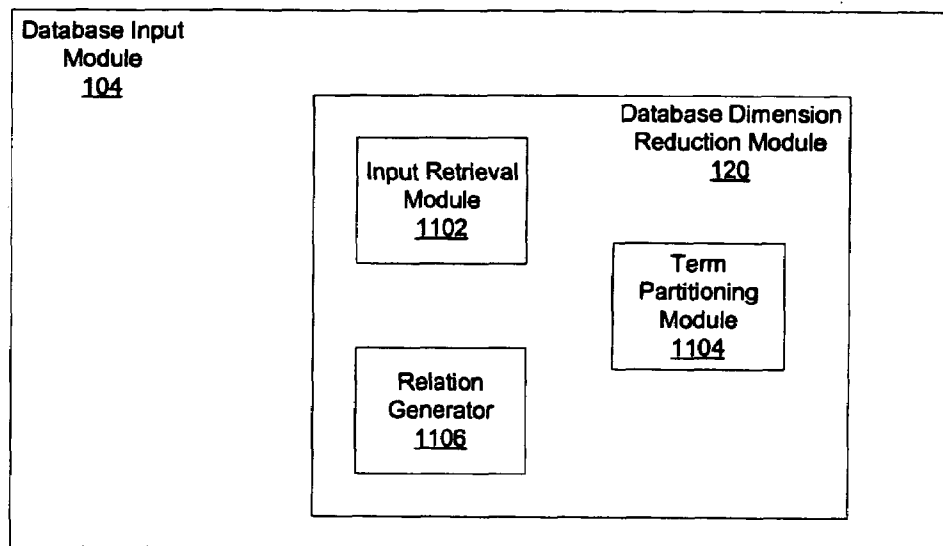 Database Input
Module
104
Database Dimension
Reduction Module
120
Input Retrieval
Module
1102
Term
Partitioning
Module
1104
Relation
Generator
1106